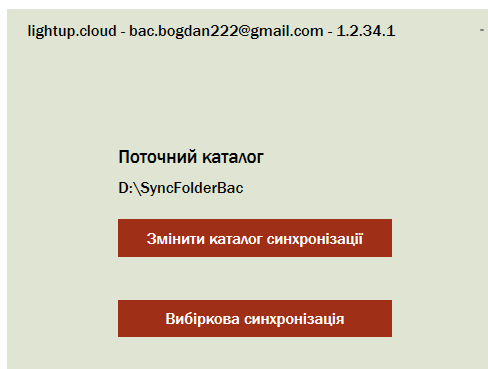 lightup.cloud - bac.bogdan222@gmail.com - 1.2.34.1
Поточний каталог
D:\SyncFolderBac
Змінити каталог синхронізації
Вибіркова синхронізація